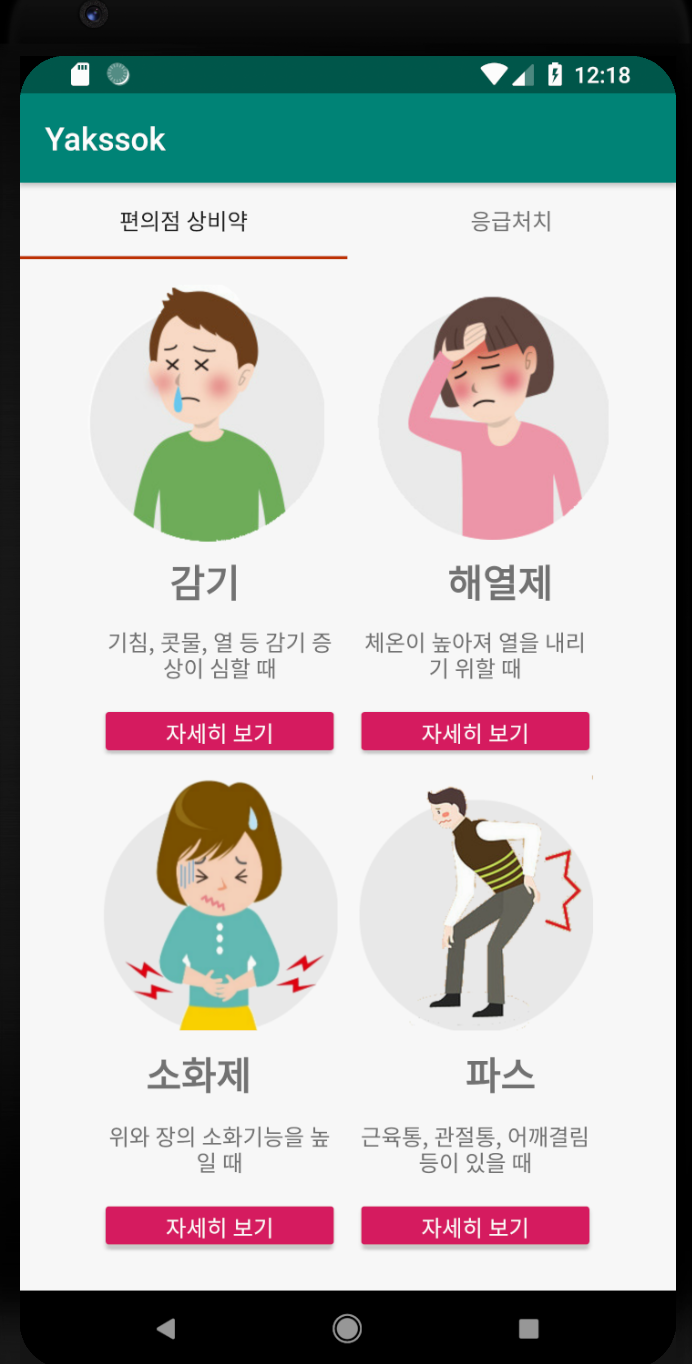 12:18
Yakssok
편의점 상비약
응급처치
감기
기침, 콧물, 열 등 감기 증
상이 심할 때
자세히 보기
해열제
체온이 높아져 열을 내리
기 위할 때
자세히 보기
소화제
위와 장의 소화기능을 높
일 때
자세히 보기
파스
근육통, 관절통, 어깨결림
등이 있을 때
자세히 보기